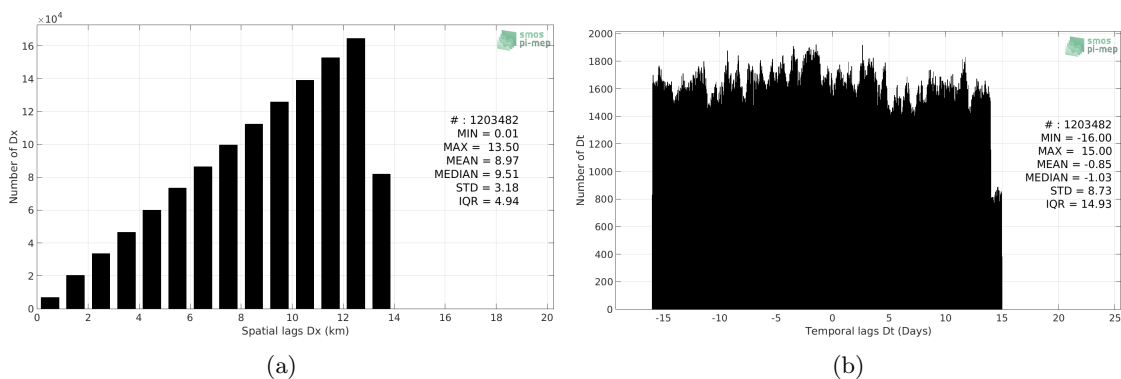 ×10⁴
16
14
12
10
8
6
4
2
0
Number of Dx
0 2 4 6 8 10 12 14 16 18 20
Spatial lags Dx (km)
smos
pi-mep
# : 1203482
MIN = 0.01
MAX = 13.50
MEAN = 8.97
MEDIAN = 9.51
STD = 3.18
IQR = 4.94
(a)
2000
1800
1600
1400
1200
1000
800
600
400
200
0
Number of Dt
-15 -10 -5 0 5 10 15 20 25
Temporal lags Dt (Days)
smos
pi-mep
# : 1203482
MIN = -16.00
MAX = 15.00
MEAN = -0.85
MEDIAN = -1.03
STD = 8.73
IQR = 14.93
(b)